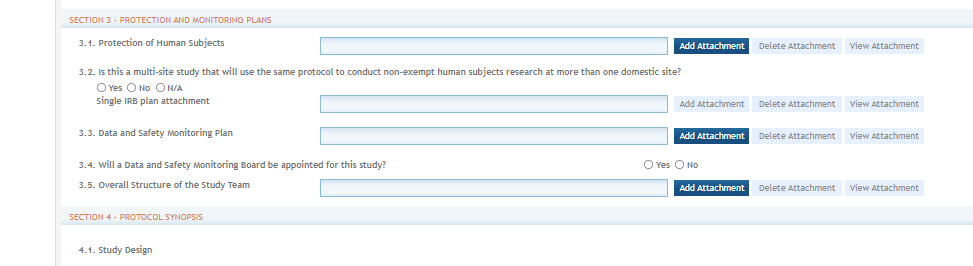 SECTION 3 - PROTECTION AND MONITORING PLANS
3.1. Protection of Human Subjects Add Attachment Delete Attachment View Attachment
3.2. Is this a multi-site study that will use the same protocol to conduct non-exempt human subjects research at more than one domestic site?
Yes No N/A
Single IRB plan attachment Add Attachment Delete Attachment View Attachment
3.3. Data and Safety Monitoring Plan Add Attachment Delete Attachment View Attachment
3.4. Will a Data and Safety Monitoring Board be appointed for this study? Yes No
3.5. Overall Structure of the Study Team Add Attachment Delete Attachment View Attachment
SECTION 4 - PROTOCOL SYNOPSIS
4.1. Study Design